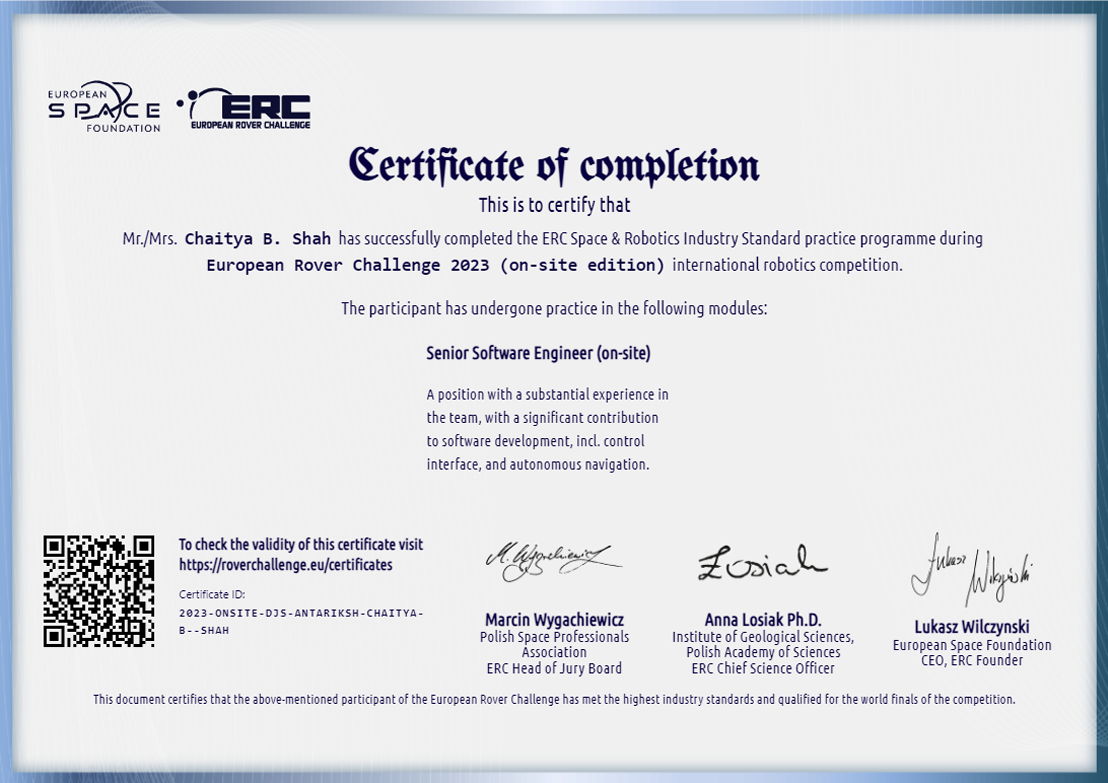 EUROPEAN
SPACE
FOUNDATION
ERC
EUROPEAN ROVER CHALLENGE
Certificate of completion
This is to certify that
Mr./Mrs. Chaitya B. Shah has successfully completed the ERC Space & Robotics Industry Standard practice programme during
European Rover Challenge 2023 (on-site edition) international robotics competition.
The participant has undergone practice in the following modules:
Senior Software Engineer (on-site)
A position with a substantial experience in
the team, with a significant contribution
to software development, incl. control
interface, and autonomous navigation.
To check the validity of this certificate visit
https://roverchallenge.eu/certificates
Certificate ID:
2023-ONSITE-DJS-ANTARIKSH-CHAITYA-
B--SHAH
M. Wygachiewicz
Marcin Wygachiewicz
Polish Space Professionals
Association
ERC Head of Jury Board
Łosiak
Anna Losiak Ph.D.
Institute of Geological Sciences,
Polish Academy of Sciences
ERC Chief Science Officer
Łukasz Wilczyński
Lukasz Wilczynski
European Space Foundation
CEO, ERC Founder
This document certifies that the above-mentioned participant of the European Rover Challenge has met the highest industry standards and qualified for the world finals of the competition.